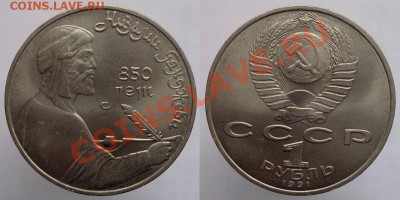 COINS.LAVE.RU
Низами Гянджеви
850
ЛЕТ
СССР
1
РУБЛЬ
1991
COINS.LAVE.RU